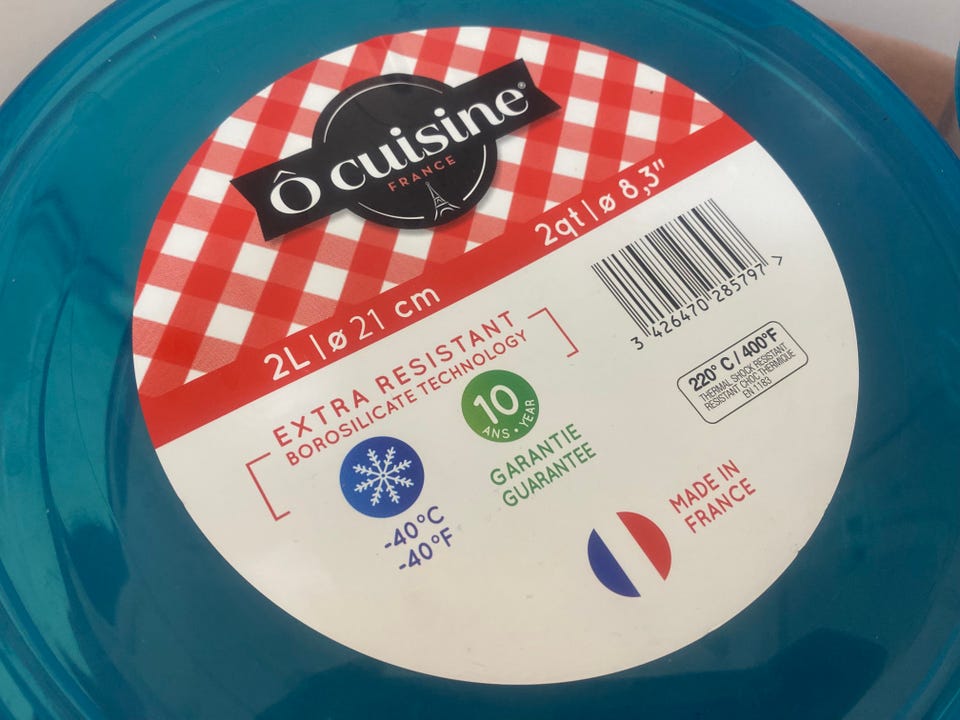 Ô cuisine®
FRANCE
2L | ø 21 cm
2qt | ø 8,3"
EXTRA RESISTANT
BOROSILICATE TECHNOLOGY
-40°C
-40°F
10
ANS • YEAR
GARANTIE
GUARANTEE
3 426470 285797 >
220° C / 400°F
THERMAL SHOCK RESISTANT
RESISTANT CHOC THERMIQUE
EN 1183
MADE IN
FRANCE